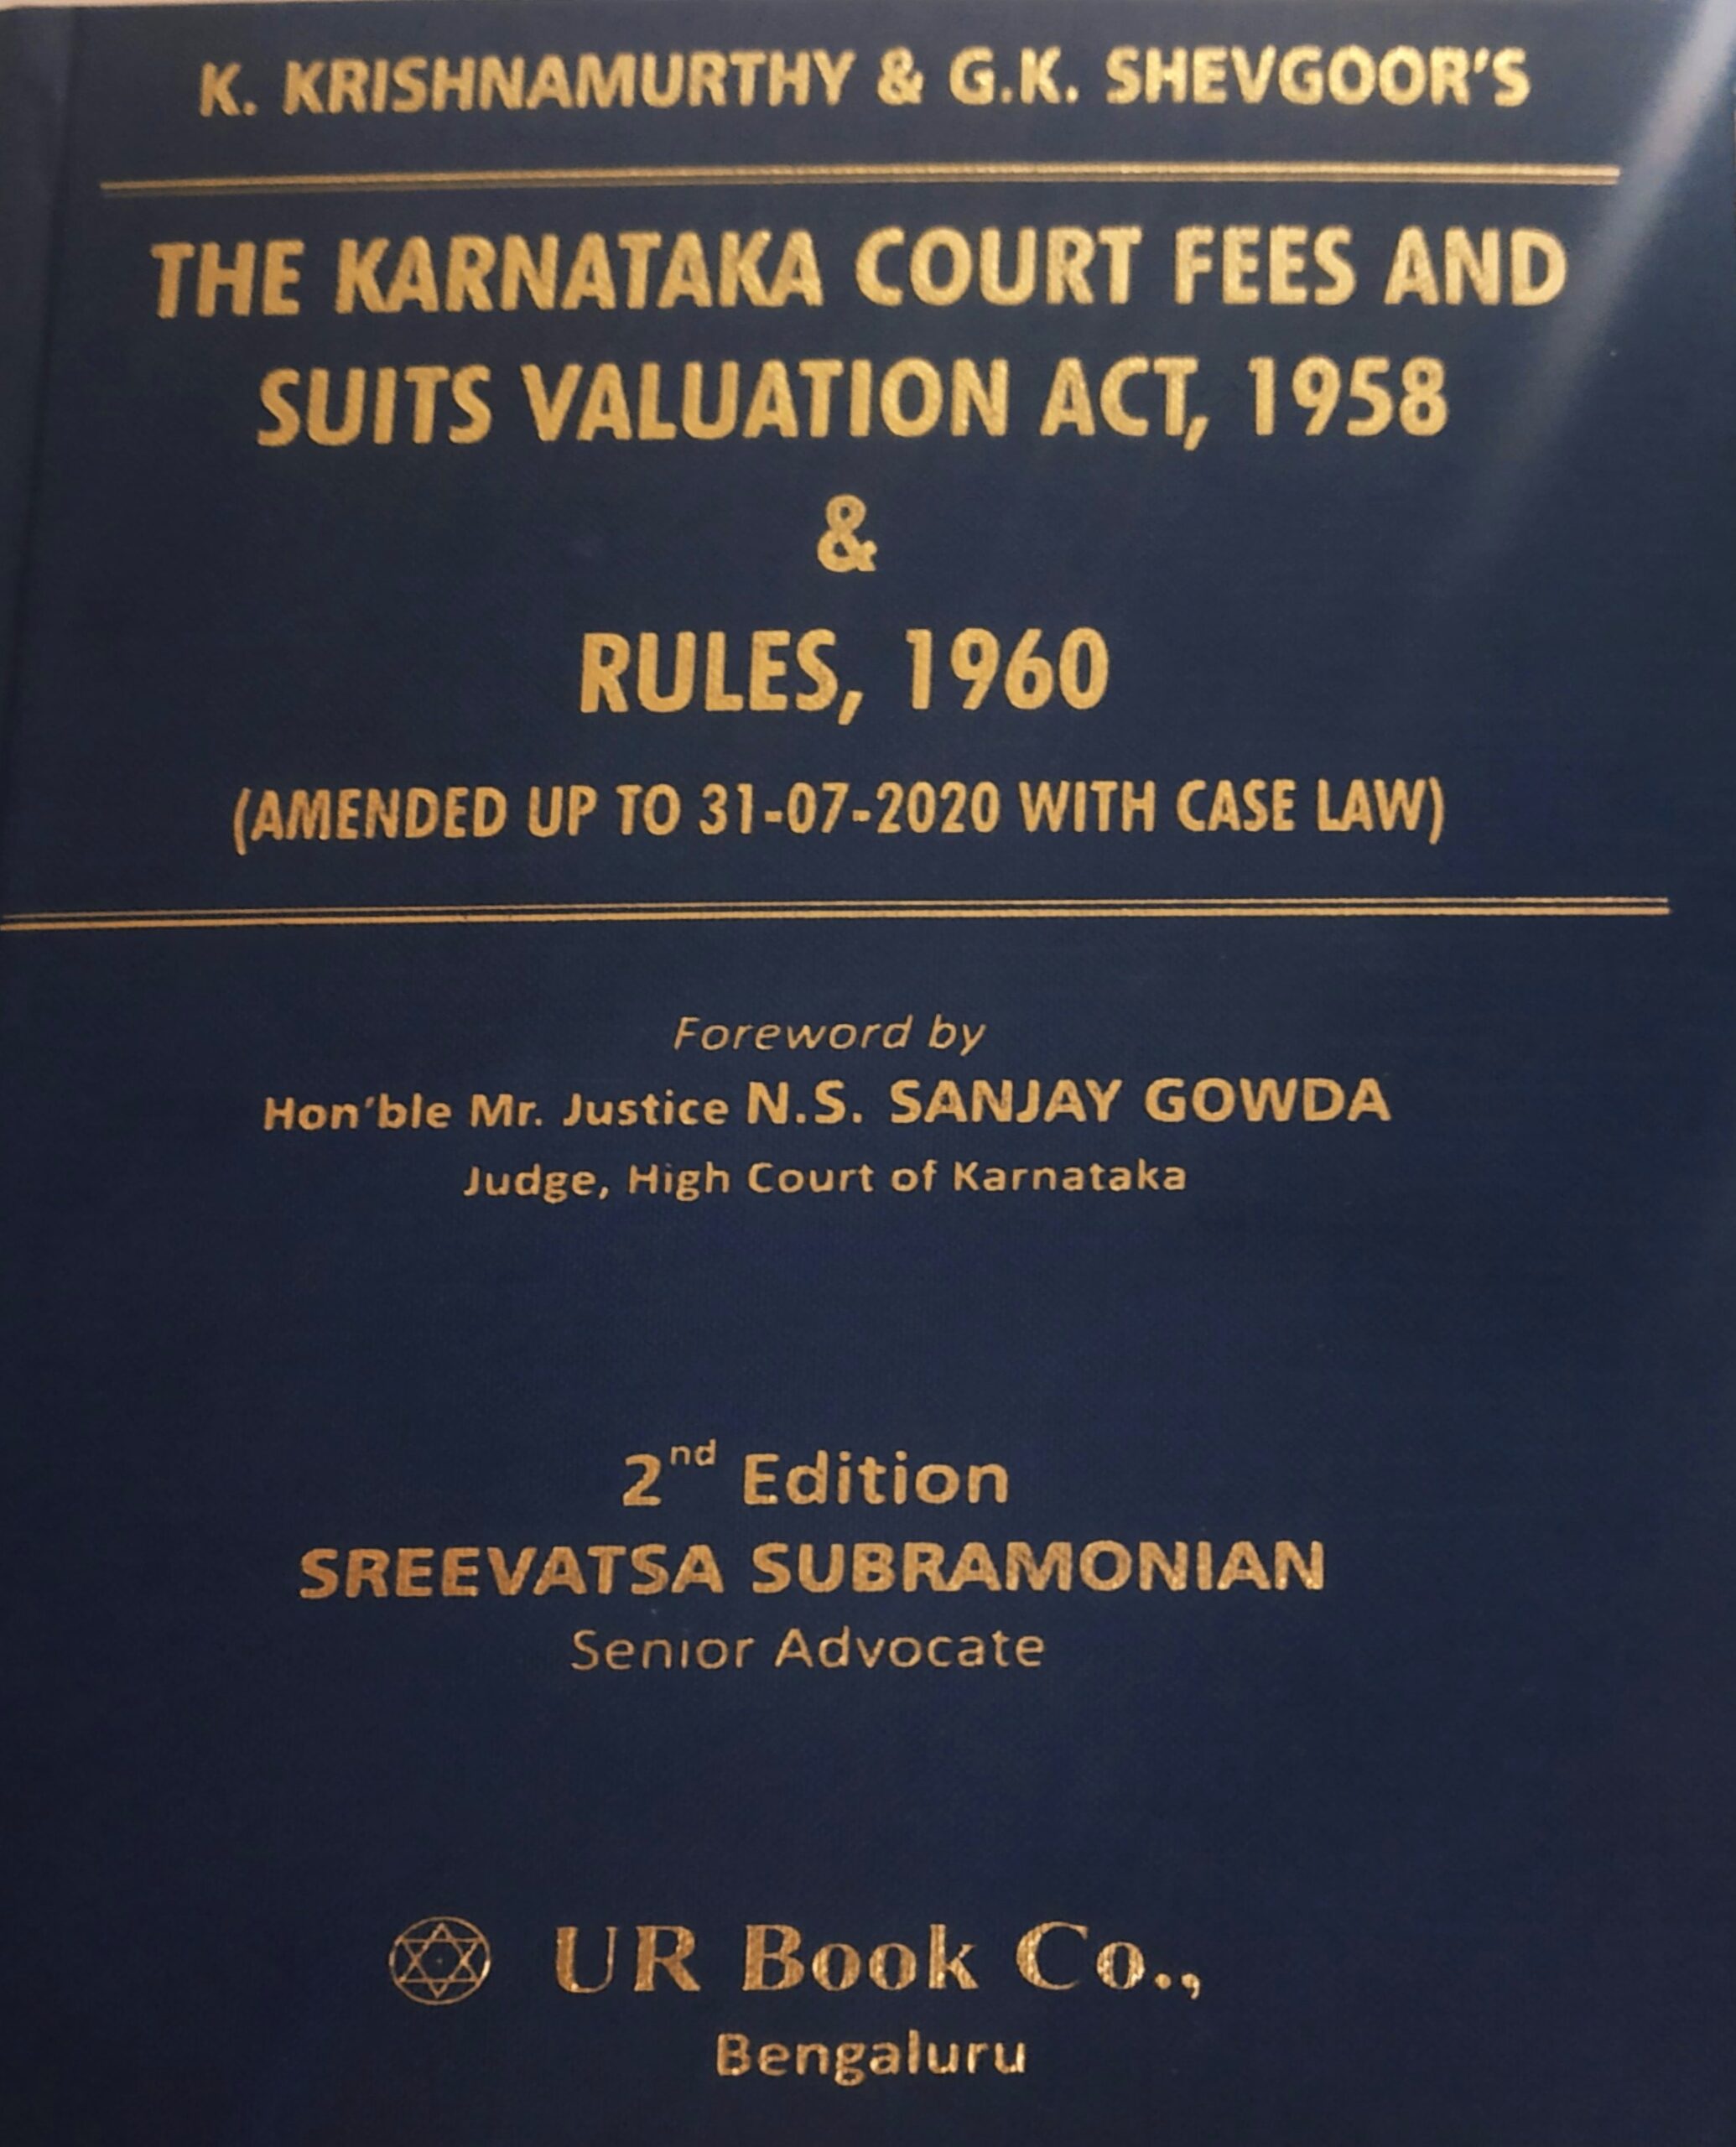 K. KRISHNAMURTHY & G.K. SHEVGOOR'S
THE KARNATAKA COURT FEES AND
SUITS VALUATION ACT, 1958
&
RULES, 1960
(AMENDED UP TO 31-07-2020 WITH CASE LAW)
Foreword by
Hon'ble Mr. Justice N.S. SANJAY GOWDA
Judge, High Court of Karnataka
2nd Edition
SREEVATSA SUBRAMONIAN
Senior Advocate
UR Book Co.,
Bengaluru